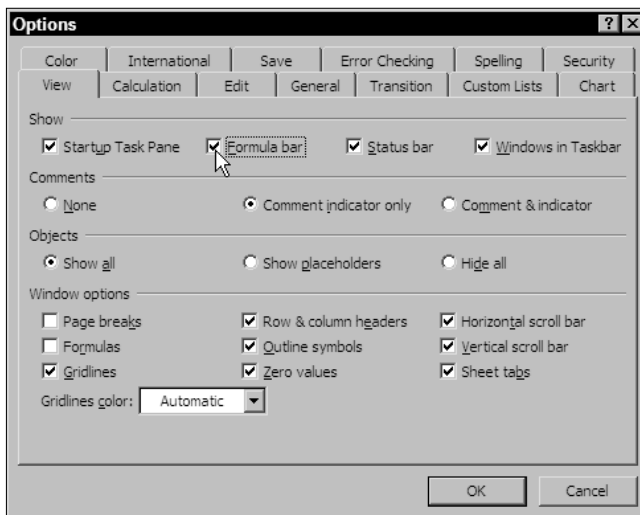 Options
Color International Save Error Checking Spelling Security
View Calculation Edit General Transition Custom Lists Chart
Show
Startup Task Pane Formula bar Status bar Windows in Taskbar
Comments
None Comment indicator only Comment & indicator
Objects
Show all Show placeholders Hide all
Window options
Page breaks Row & column headers Horizontal scroll bar
Formulas Outline symbols Vertical scroll bar
Gridlines Zero values Sheet tabs
Gridlines color: Automatic
OK Cancel